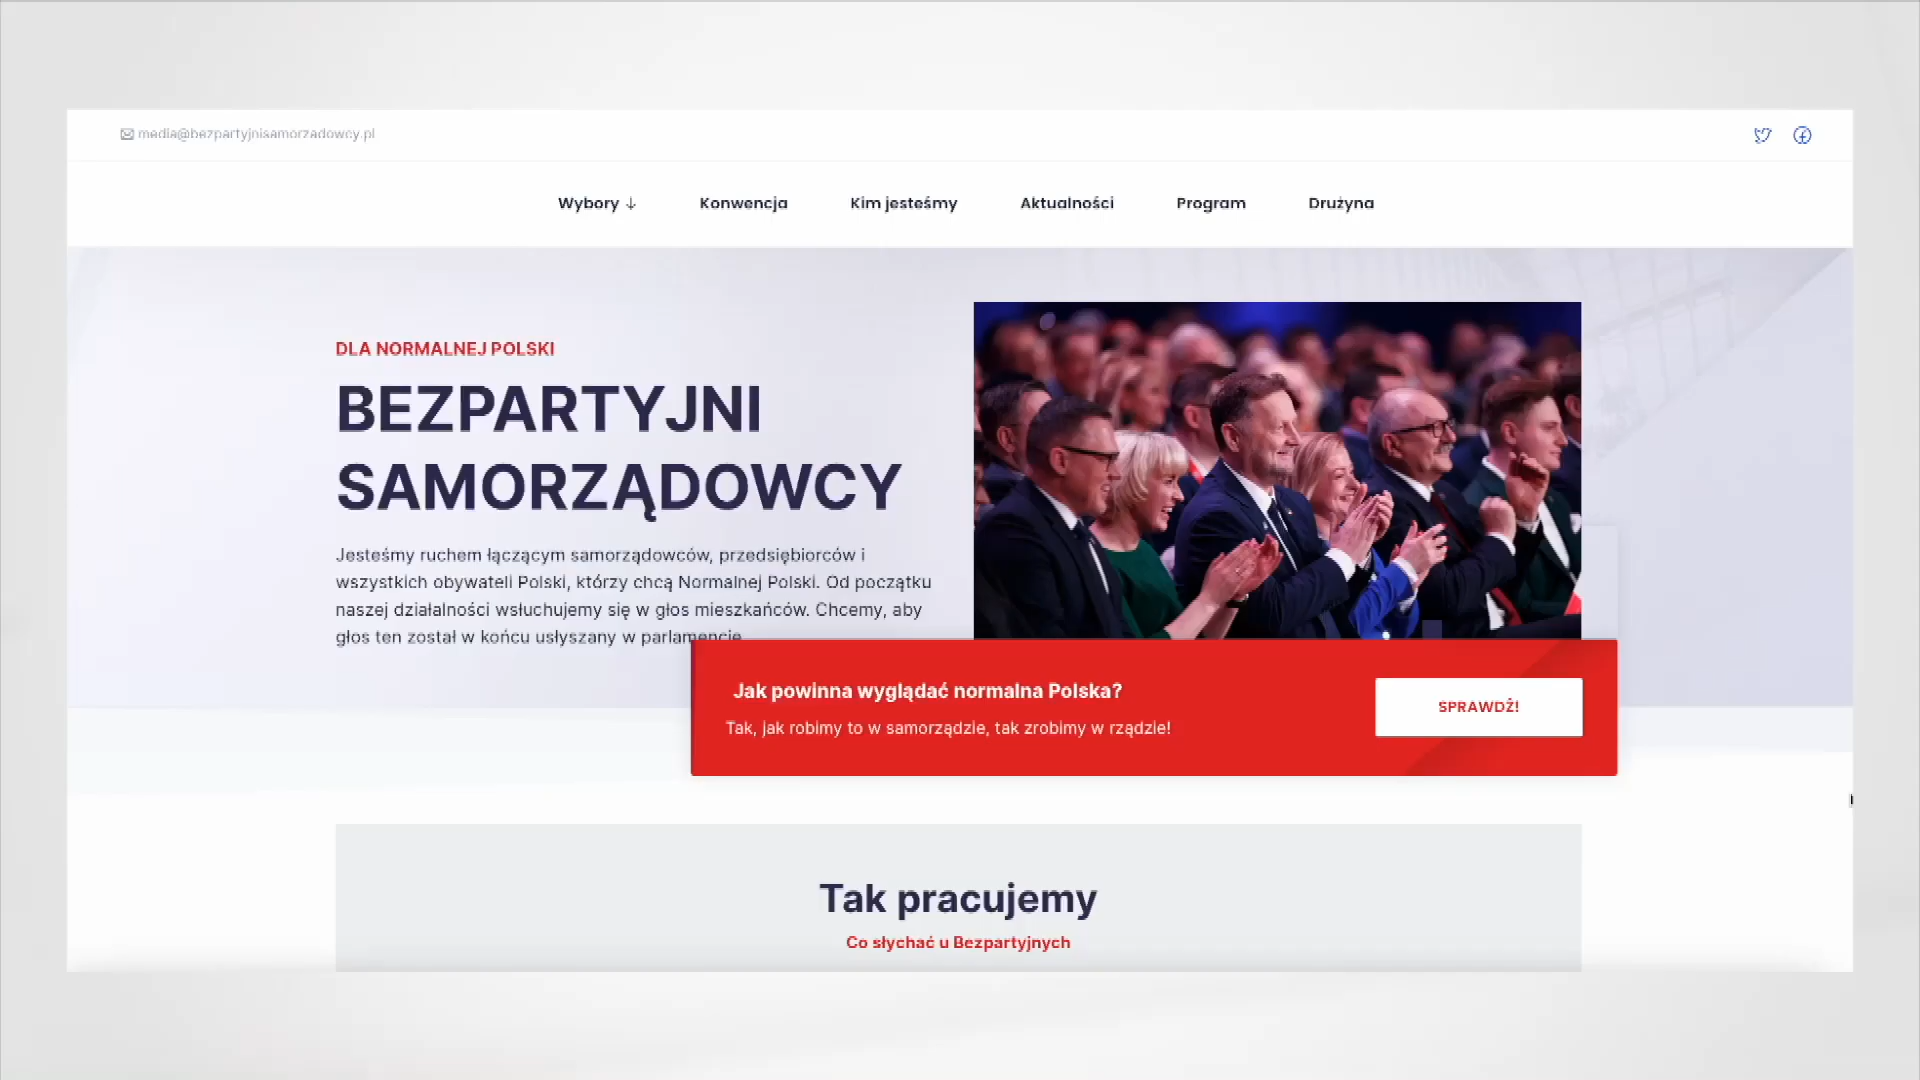 media@bezpartyjnisamorzadowcy.pl
Wybory ↓ Konwencja Kim jesteśmy Aktualności Program Drużyna
DLA NORMALNEJ POLSKI
BEZPARTYJNI
SAMORZĄDOWCY
Jesteśmy ruchem łączącym samorządowców, przedsiębiorców i
wszystkich obywateli Polski, którzy chcą Normalnej Polski. Od początku
naszej działalności wsłuchujemy się w głos mieszkańców. Chcemy, aby
głos ten został w końcu usłyszany w parlamencie
Jak powinna wyglądać normalna Polska?
Tak, jak robimy to w samorządzie, tak zrobimy w rządzie!
SPRAWDŹ!
Tak pracujemy
Co słychać u Bezpartyjnych